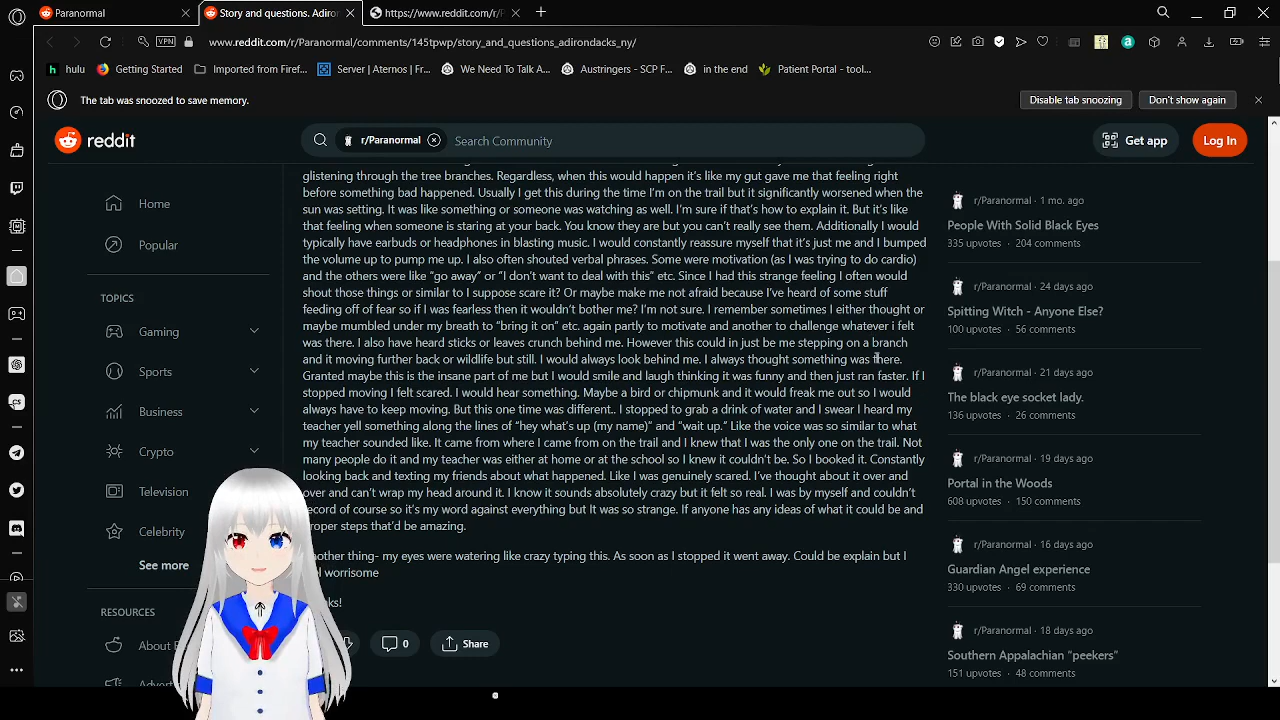 Paranormal
Story and questions. Adiron
https://www.reddit.com/r/P
VPN
www.reddit.com/r/Paranormal/comments/145tpwp/story_and_questions_adirondacks_ny/
hulu
Getting Started
Imported from Firef...
Server | Aternos | Fr...
We Need To Talk A...
Austringers - SCP F...
in the end
Patient Portal - tool...
The tab was snoozed to save memory.
Disable tab snoozing
Don't show again
reddit
r/Paranormal
Search Community
Get app
Log In
Home
Popular
TOPICS
Gaming
Sports
Business
Crypto
Television
Celebrity
See more
RESOURCES
About
glistening through the tree branches. Regardless, when this would happen it's like my gut gave me that feeling right
before something bad happened. Usually I get this during the time I'm on the trail but it significantly worsened when the
sun was setting. It was like something or someone was watching as well. I'm sure if that's how to explain it. But it's like
that feeling when someone is staring at your back. You know they are but you can't really see them. Additionally I would
typically have earbuds or headphones in blasting music. I would constantly reassure myself that it's just me and I bumped
the volume up to pump me up. I also often shouted verbal phrases. Some were motivation (as I was trying to do cardio)
and the others were like "go away" or "I don't want to deal with this" etc. Since I had this strange feeling I often would
shout those things or similar to I suppose scare it? Or maybe make me not afraid because I've heard of some stuff
feeding off of fear so if I was fearless then it wouldn't bother me? I'm not sure. I remember sometimes I either thought or
maybe mumbled under my breath to "bring it on" etc. again partly to motivate and another to challenge whatever i felt
was there. I also have heard sticks or leaves crunch behind me. However this could in just be me stepping on a branch
and it moving further back or wildlife but still. I would always look behind me. I always thought something was there.
Granted maybe this is the insane part of me but I would smile and laugh thinking it was funny and then just ran faster. If I
stopped moving I felt scared. I would hear something. Maybe a bird or chipmunk and it would freak me out so I would
always have to keep moving. But this one time was different.. I stopped to grab a drink of water and I swear I heard my
teacher yell something along the lines of "hey what's up (my name)" and "wait up." Like the voice was so similar to what
my teacher sounded like. It came from where I came from on the trail and I knew that I was the only one on the trail. Not
many people do it and my teacher was either at home or at the school so I knew it couldn't be. So I booked it. Constantly
looking back and texting my friends about what happened. Like I was genuinely scared. I've thought about it over and
over and can't wrap my head around it. I know it sounds absolutely crazy but it felt so real. I was by myself and couldn't
record of course so it's my word against everything but It was so strange. If anyone has any ideas of what it could be and
roper steps that'd be amazing.
nother thing- my eyes were watering like crazy typing this. As soon as I stopped it went away. Could be explain but I
worrisome
ks!
0
Share
r/Paranormal · 1 mo. ago
People With Solid Black Eyes
335 upvotes · 204 comments
r/Paranormal · 24 days ago
Spitting Witch - Anyone Else?
100 upvotes · 56 comments
r/Paranormal · 21 days ago
The black eye socket lady.
136 upvotes · 26 comments
r/Paranormal · 19 days ago
Portal in the Woods
608 upvotes · 150 comments
r/Paranormal · 16 days ago
Guardian Angel experience
330 upvotes · 69 comments
r/Paranormal · 18 days ago
Southern Appalachian "peekers"
151 upvotes · 48 comments